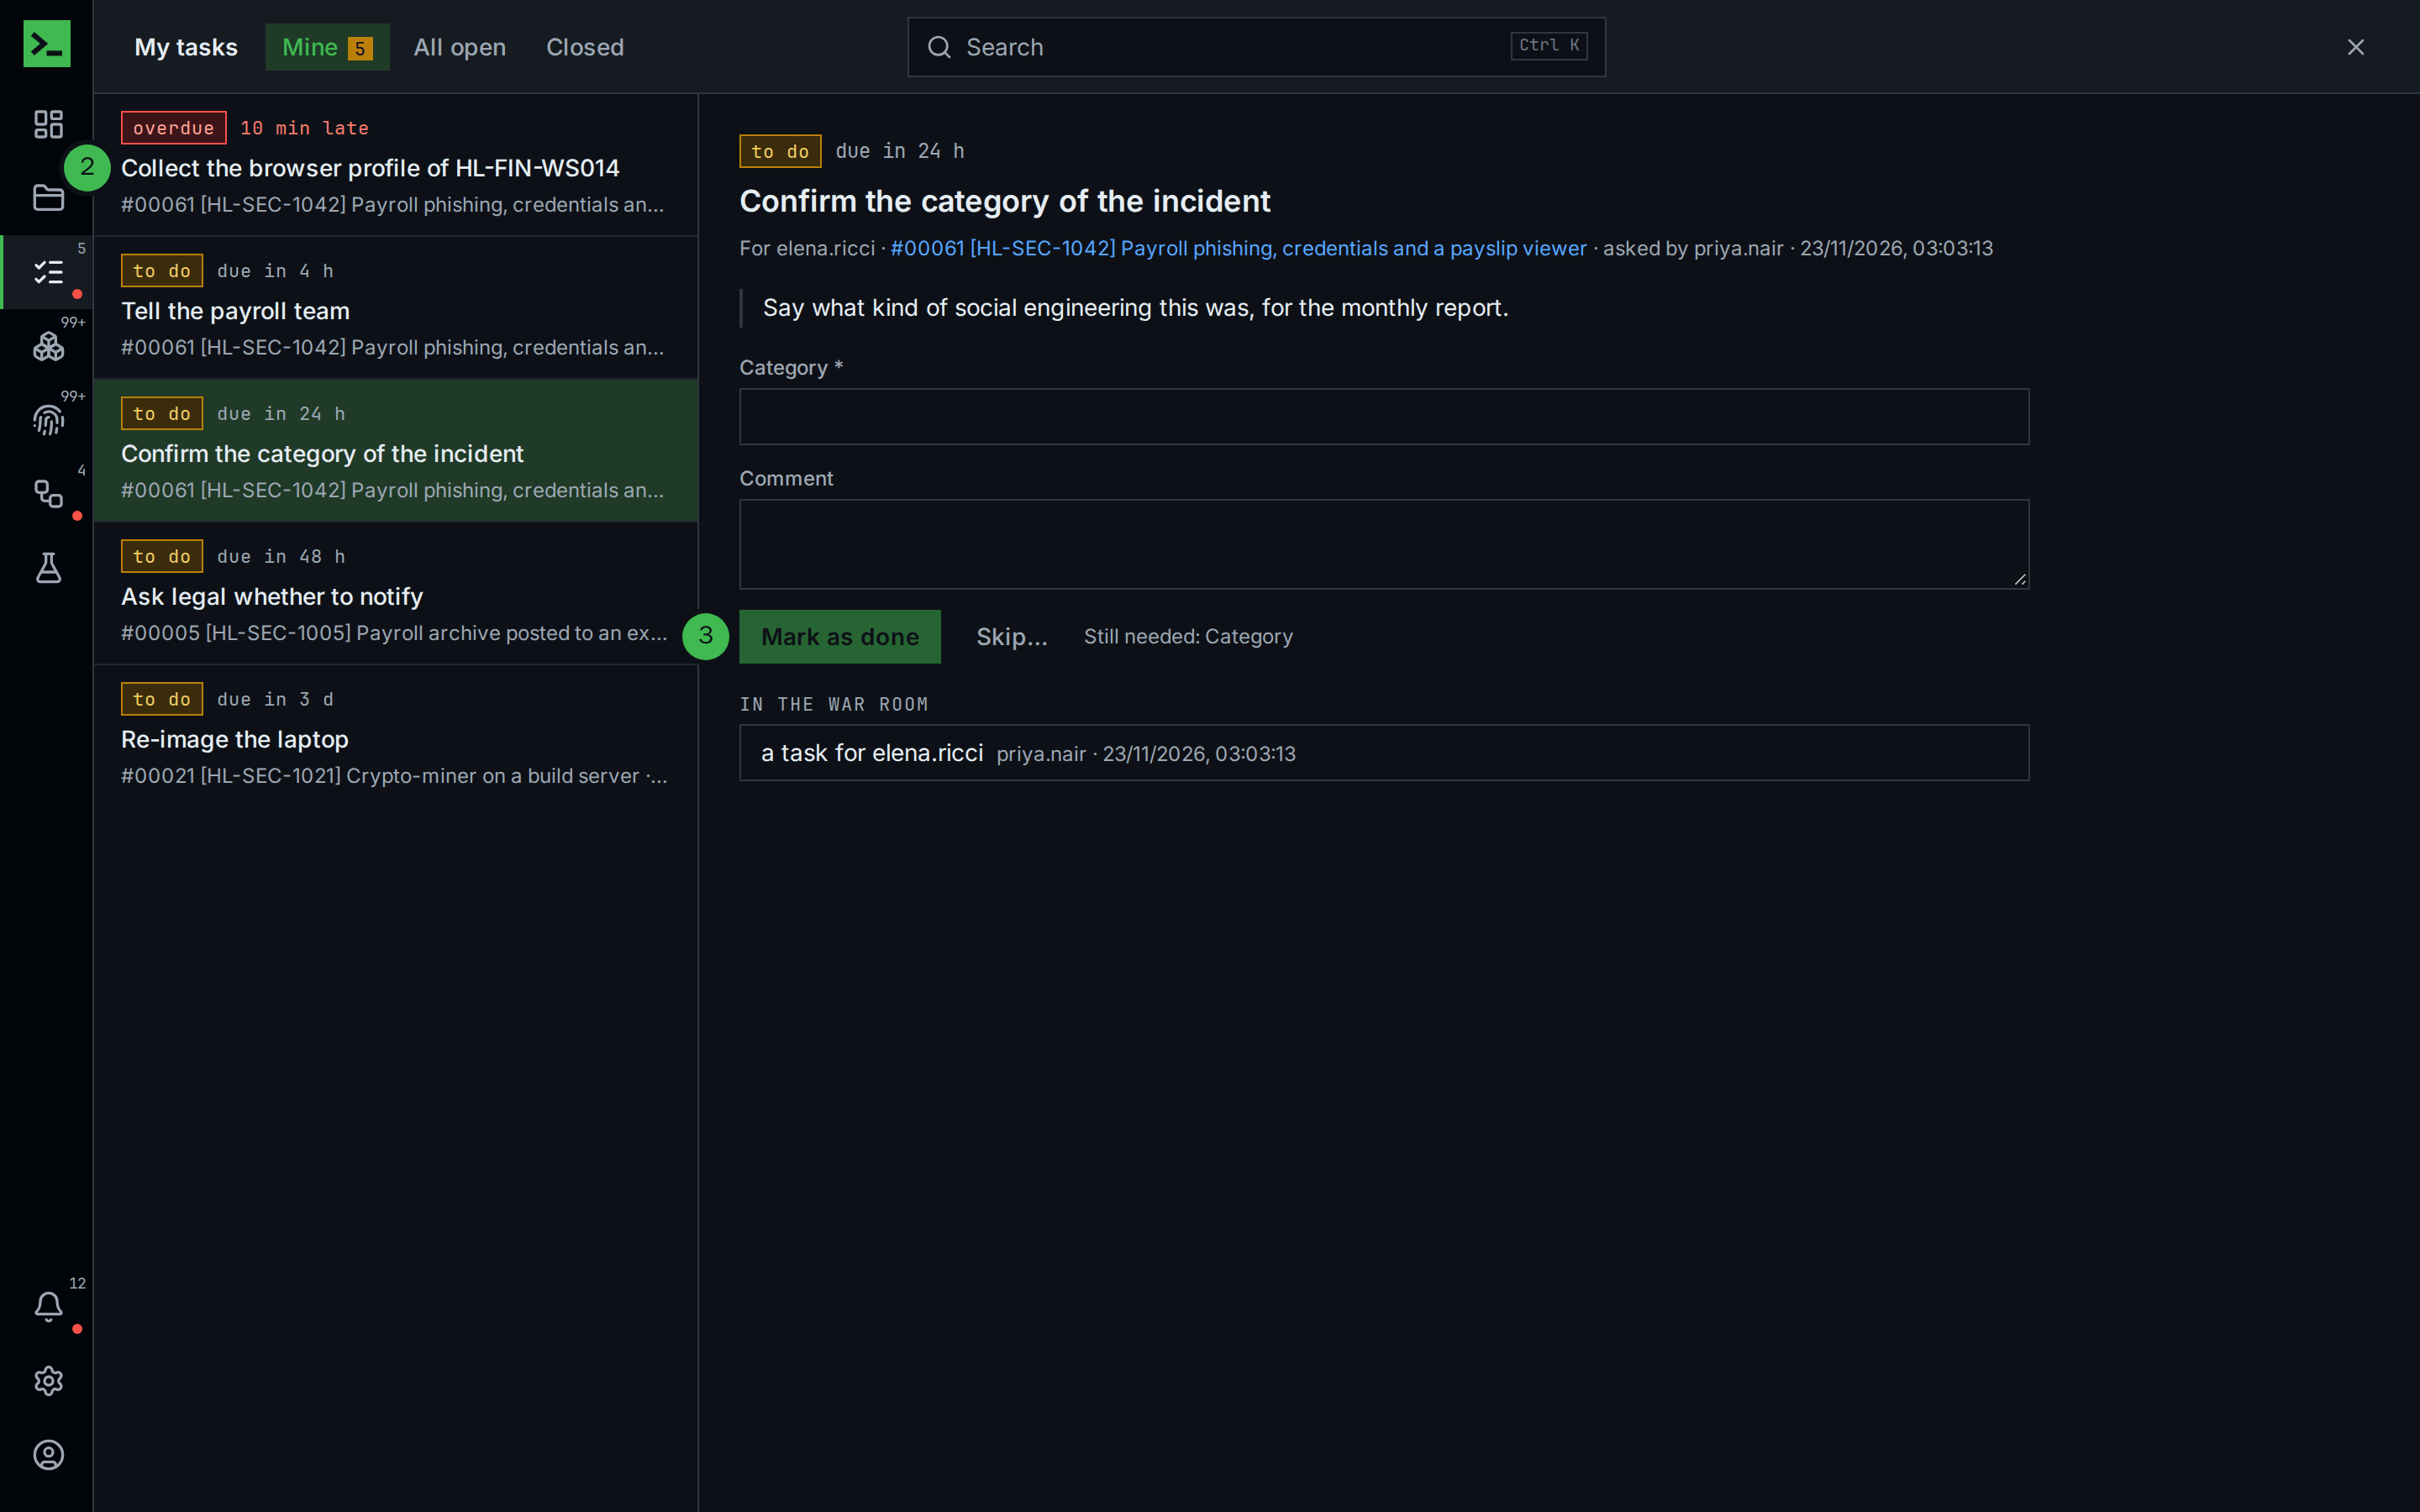 My tasks
Mine 5
All open
Closed
Search
Ctrl K
5
99+
99+
4
12
2
overdue 10 min late
Collect the browser profile of HL-FIN-WS014
#00061 [HL-SEC-1042] Payroll phishing, credentials an...
to do due in 4 h
Tell the payroll team
#00061 [HL-SEC-1042] Payroll phishing, credentials an...
to do due in 24 h
Confirm the category of the incident
#00061 [HL-SEC-1042] Payroll phishing, credentials an...
to do due in 48 h
Ask legal whether to notify
#00005 [HL-SEC-1005] Payroll archive posted to an ex...
to do due in 3 d
Re-image the laptop
#00021 [HL-SEC-1021] Crypto-miner on a build server ·...
to do due in 24 h
Confirm the category of the incident
For elena.ricci · #00061 [HL-SEC-1042] Payroll phishing, credentials and a payslip viewer · asked by priya.nair · 23/11/2026, 03:03:13
Say what kind of social engineering this was, for the monthly report.
Category *
Comment
3
Mark as done
Skip...
Still needed: Category
IN THE WAR ROOM
a task for elena.ricci priya.nair · 23/11/2026, 03:03:13